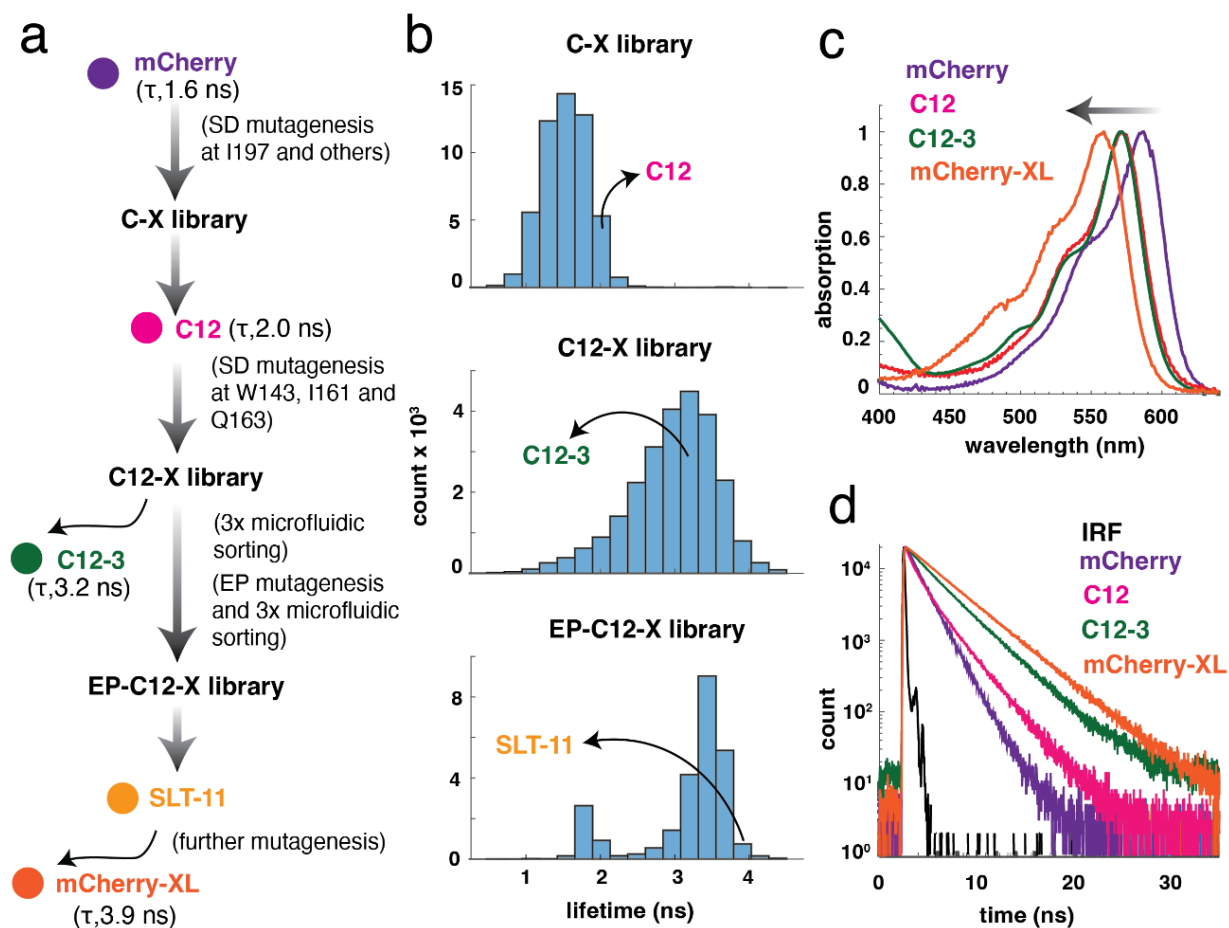 a
mCherry
(τ,1.6 ns)
(SD mutagenesis
at I197 and others)
C-X library
C12 (τ,2.0 ns)
(SD mutagenesis
at W143, I161 and
Q163)
C12-X library
C12-3
(τ,3.2 ns)
(3x microfluidic
sorting)
(EP mutagenesis
and 3x microfluidic
sorting)
EP-C12-X library
SLT-11
(further mutagenesis)
mCherry-XL
(τ,3.9 ns)
b
C-X library
15
10
5
0
C12
C12-X library
4
2
0
C12-3
count x 10³
EP-C12-X library
8
4
0
SLT-11
1 2 3 4
lifetime (ns)
c
mCherry
C12
C12-3
mCherry-XL
1
0.8
0.6
0.4
0.2
0
absorption
400 450 500 550 600
wavelength (nm)
d
IRF
mCherry
C12
C12-3
mCherry-XL
10⁴
10³
10²
10¹
10⁰
count
0 10 20 30
time (ns)